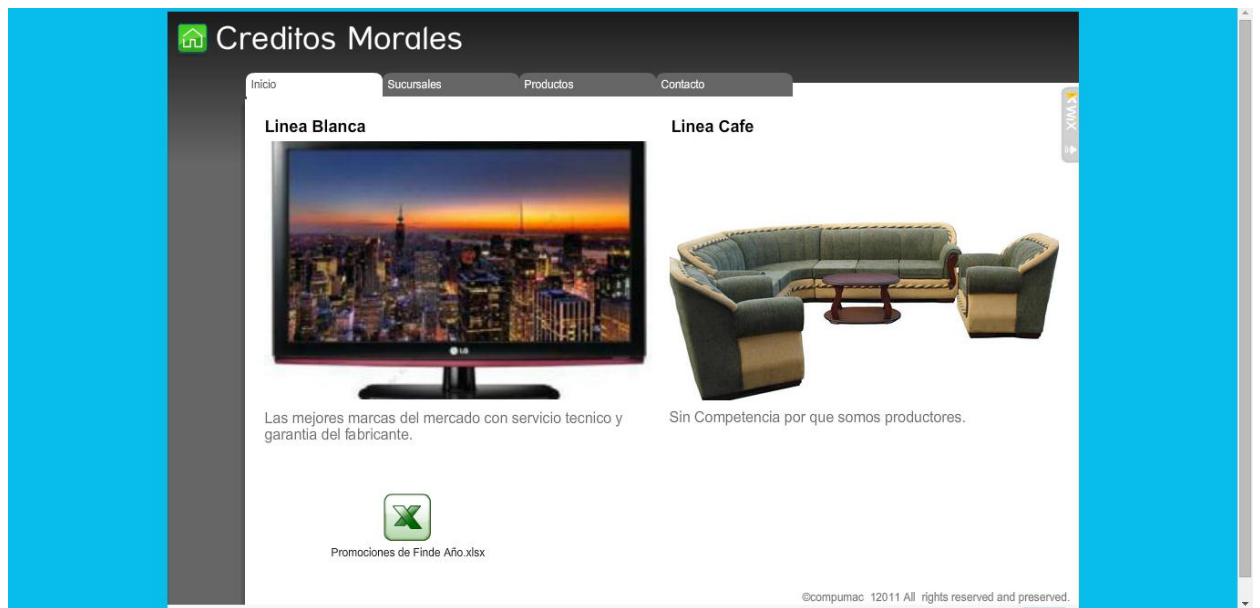 Creditos Morales
Inicio
Sucursales
Productos
Contacto
WiX
Linea Blanca
Linea Cafe
LG
Las mejores marcas del mercado con servicio tecnico y
garantia del fabricante.
Sin Competencia por que somos productores.
Promociones de Finde Año.xlsx
©compumac 12011 All rights reserved and preserved.